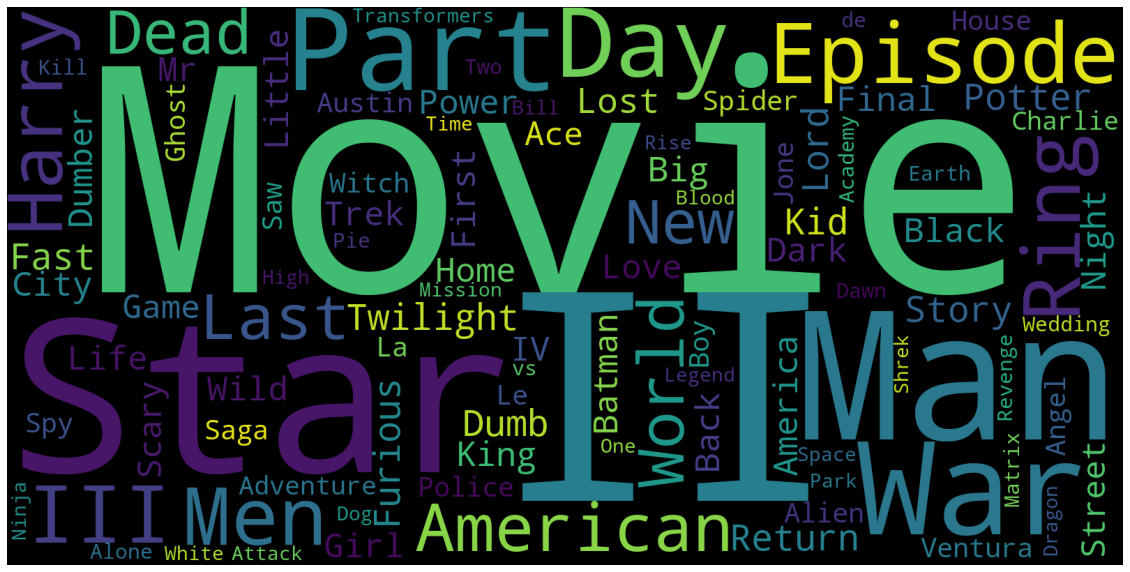 Harry
Kill
Dead
Mr
Ghost
Little
Part
Transformers
Two
Day.
Episode
de
House
Dumber
Austin
Power
Bill
Time
Lost
Ace
Spider
Final
Potter
Charlie
Movie
Witch
Trek
Pie
Saw
First
Rise
Big
Blood
New
Jone
Kid
Lord
Academy
Earth
Black
Ring
Night
Fast
City
High
Home
Mission
Love
Dark
Dawn
Game
Last
Twilight
La
IV
vs
Le
Batman
World
Boy
Legend
Story
Wedding
Star
Life
Wild
Spy
Scary
Saga
Furious
Dumb
King
One
II
Back
America
Man
Shrek
Revenge
Angel
Space
Park
War
Matrix
Dragon
Street
Ninja
III
Men
Adventure
Police
Dog
Girl
American
Return
Alien
Ventura
Alone
White
Attack